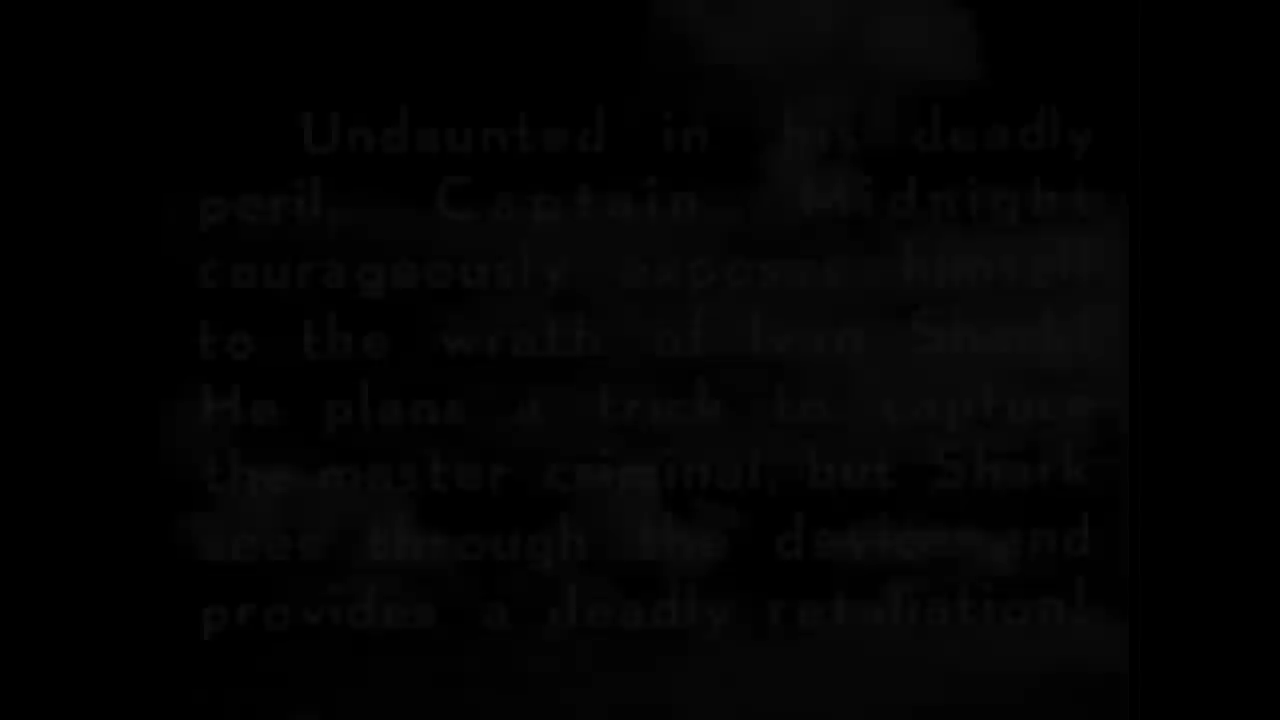 Undaunted in his deadly
peril, Captain Midnight
courageously exposes himself
to the wrath of Ivan Shark!
He plans a trick to capture
the master criminal, but Shark
sees through the device and
provides a deadly retaliation!